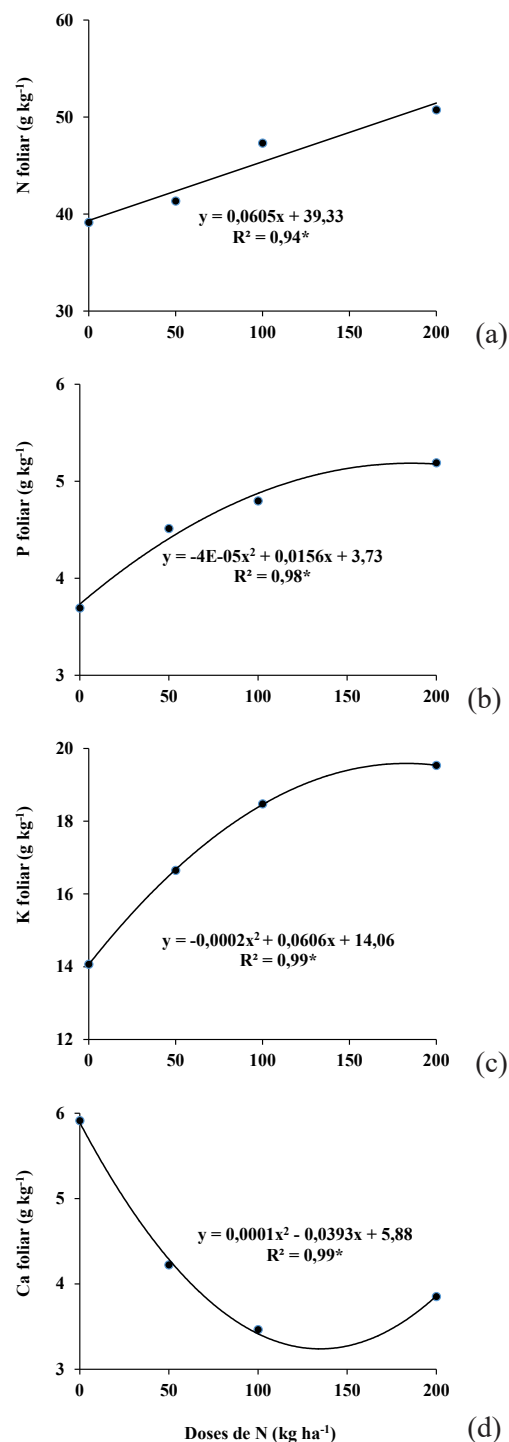 60
50
40
30
N foliar (g kg⁻¹)
y = 0,0605x + 39,33
R² = 0,94*
0 50 100 150 200
(a)
6
5
4
3
P foliar (g kg⁻¹)
y = -4E-05x² + 0,0156x + 3,73
R² = 0,98*
0 50 100 150 200
(b)
20
18
16
14
12
K foliar (g kg⁻¹)
y = -0,0002x² + 0,0606x + 14,06
R² = 0,99*
0 50 100 150 200
(c)
6
5
4
3
Ca foliar (g kg⁻¹)
y = 0,0001x² - 0,0393x + 5,88
R² = 0,99*
0 50 100 150 200
Doses de N (kg ha⁻¹)
(d)